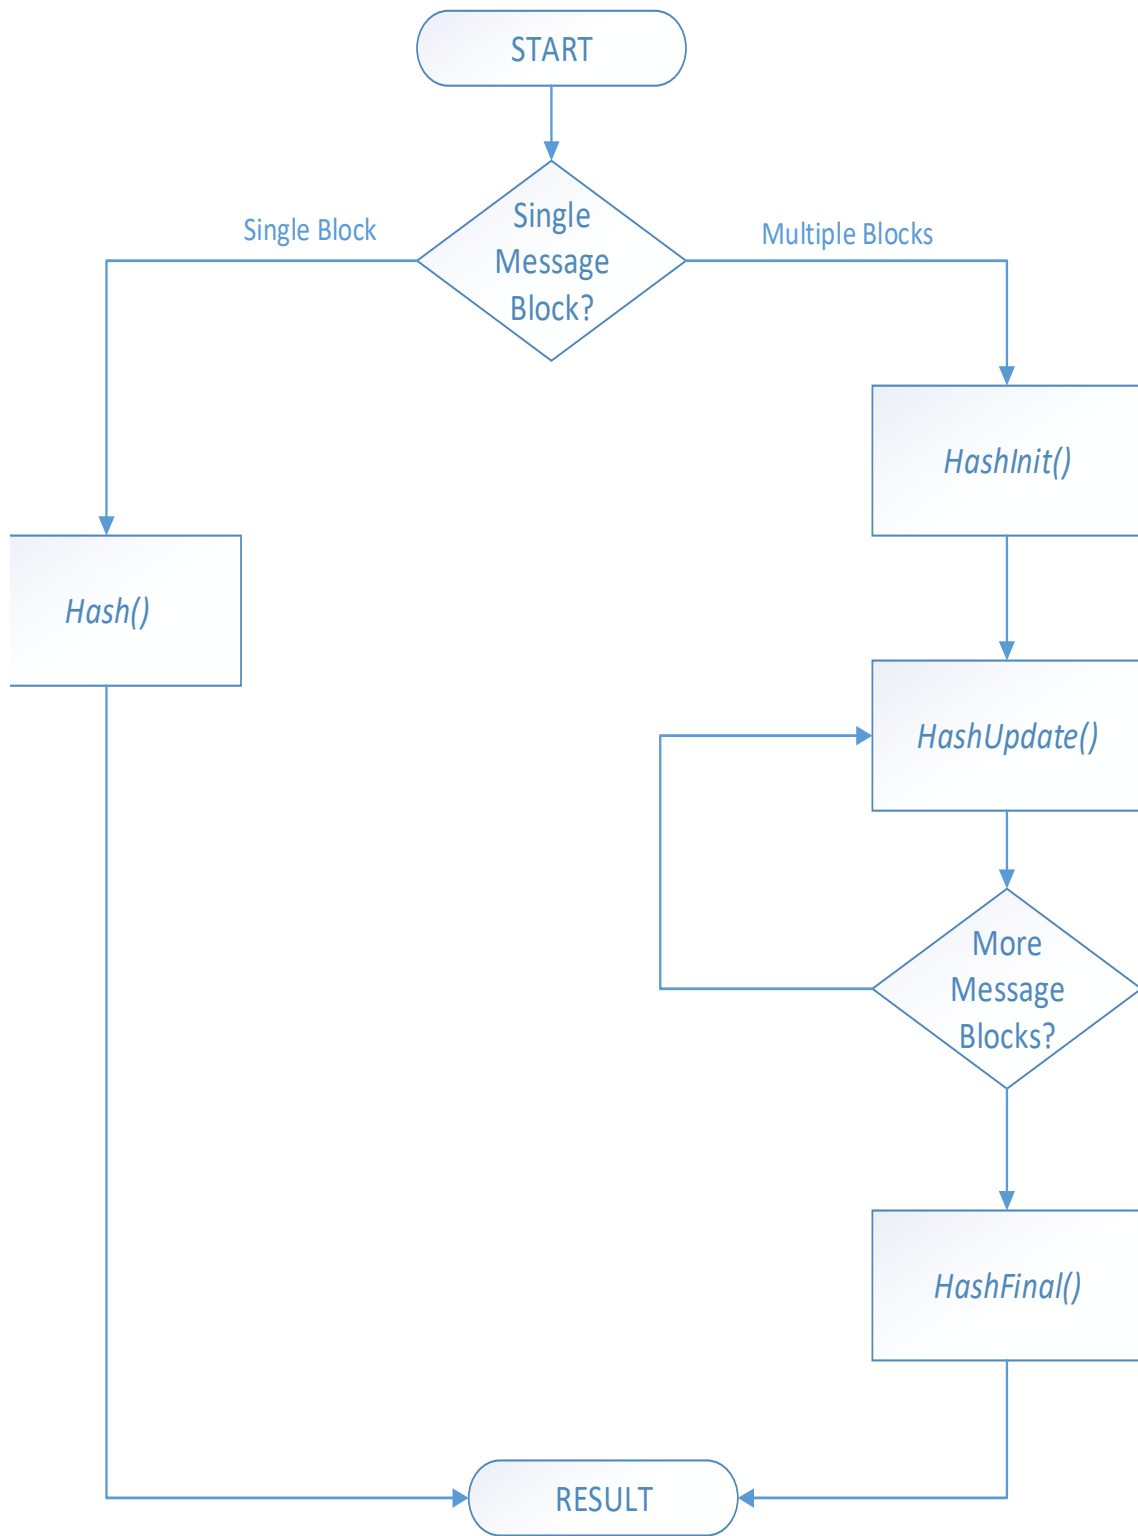 START
Single
Message
Block?
Single Block
Multiple Blocks
HashInit()
Hash()
HashUpdate()
More
Message
Blocks?
HashFinal()
RESULT